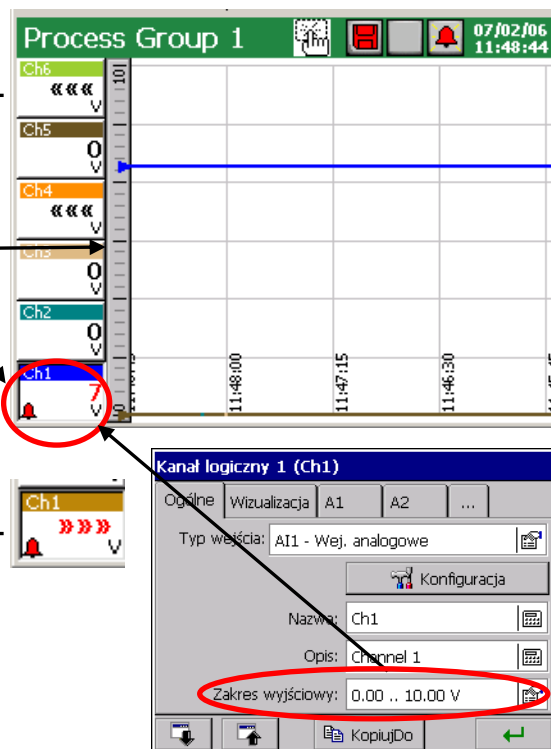 Process Group 1
07/02/06
11:48:44
Ch6
«««
V
Ch5
0
V
Ch4
«««
V
Ch3
0
V
Ch2
0
V
Ch1
7
V
10
0
11:48:00
11:47:15
11:46:30
Ch1
»»»
V
Kanał logiczny 1 (Ch1)
Ogólne Wizualizacja A1 A2 ...
Typ wejścia: AI1 - Wej. analogowe
Konfiguracja
Nazwa: Ch1
Opis: Channel 1
Zakres wyjściowy: 0.00 .. 10.00 V
KopiujDo